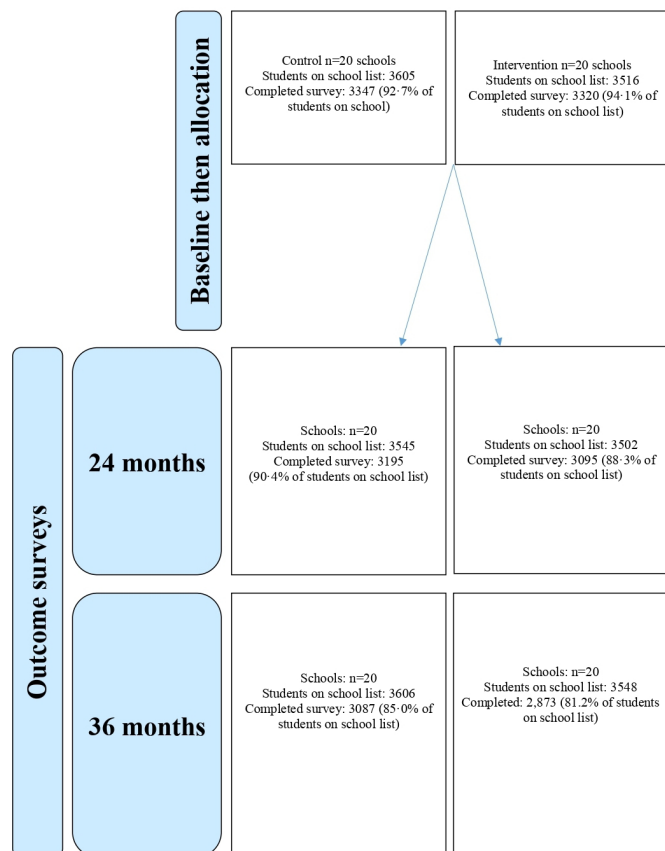 Baseline then allocation
Control n=20 schools
Students on school list: 3605
Completed survey: 3347 (92·7% of
students on school)
Intervention n=20 schools
Students on school list: 3516
Completed survey: 3320 (94·1% of
students on school list)
Outcome surveys
24 months
Schools: n=20
Students on school list: 3545
Completed survey: 3195
(90·4% of students on school list)
Schools: n=20
Students on school list: 3502
Completed survey: 3095 (88·3% of
students on school list)
36 months
Schools: n=20
Students on school list: 3606
Completed survey: 3087 (85·0% of
students on school list)
Schools: n=20
Students on school list: 3548
Completed: 2,873 (81.2% of students
on school list)